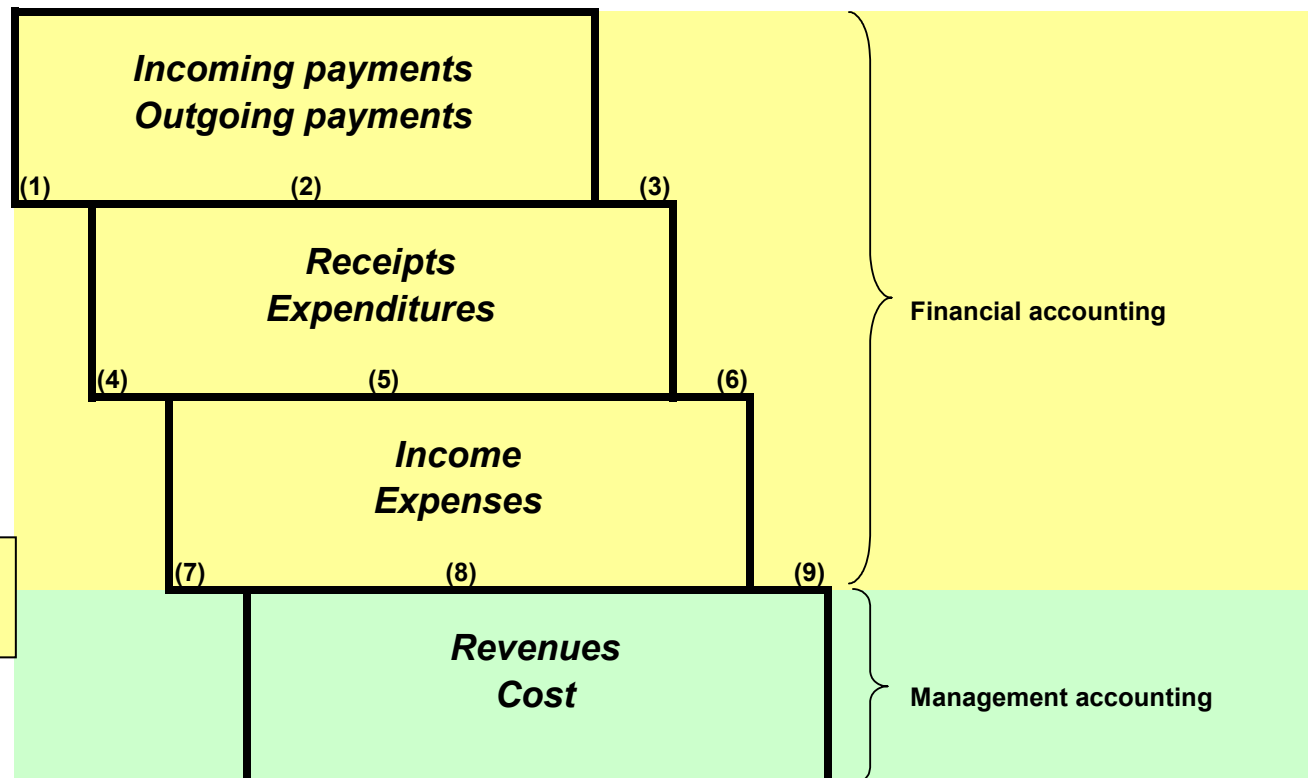 Incoming payments
Outgoing payments
(1) (2) (3)
Receipts
Expenditures
Financial accounting
(4) (5) (6)
Income
Expenses
(7) (8) (9)
Revenues
Cost
Management accounting